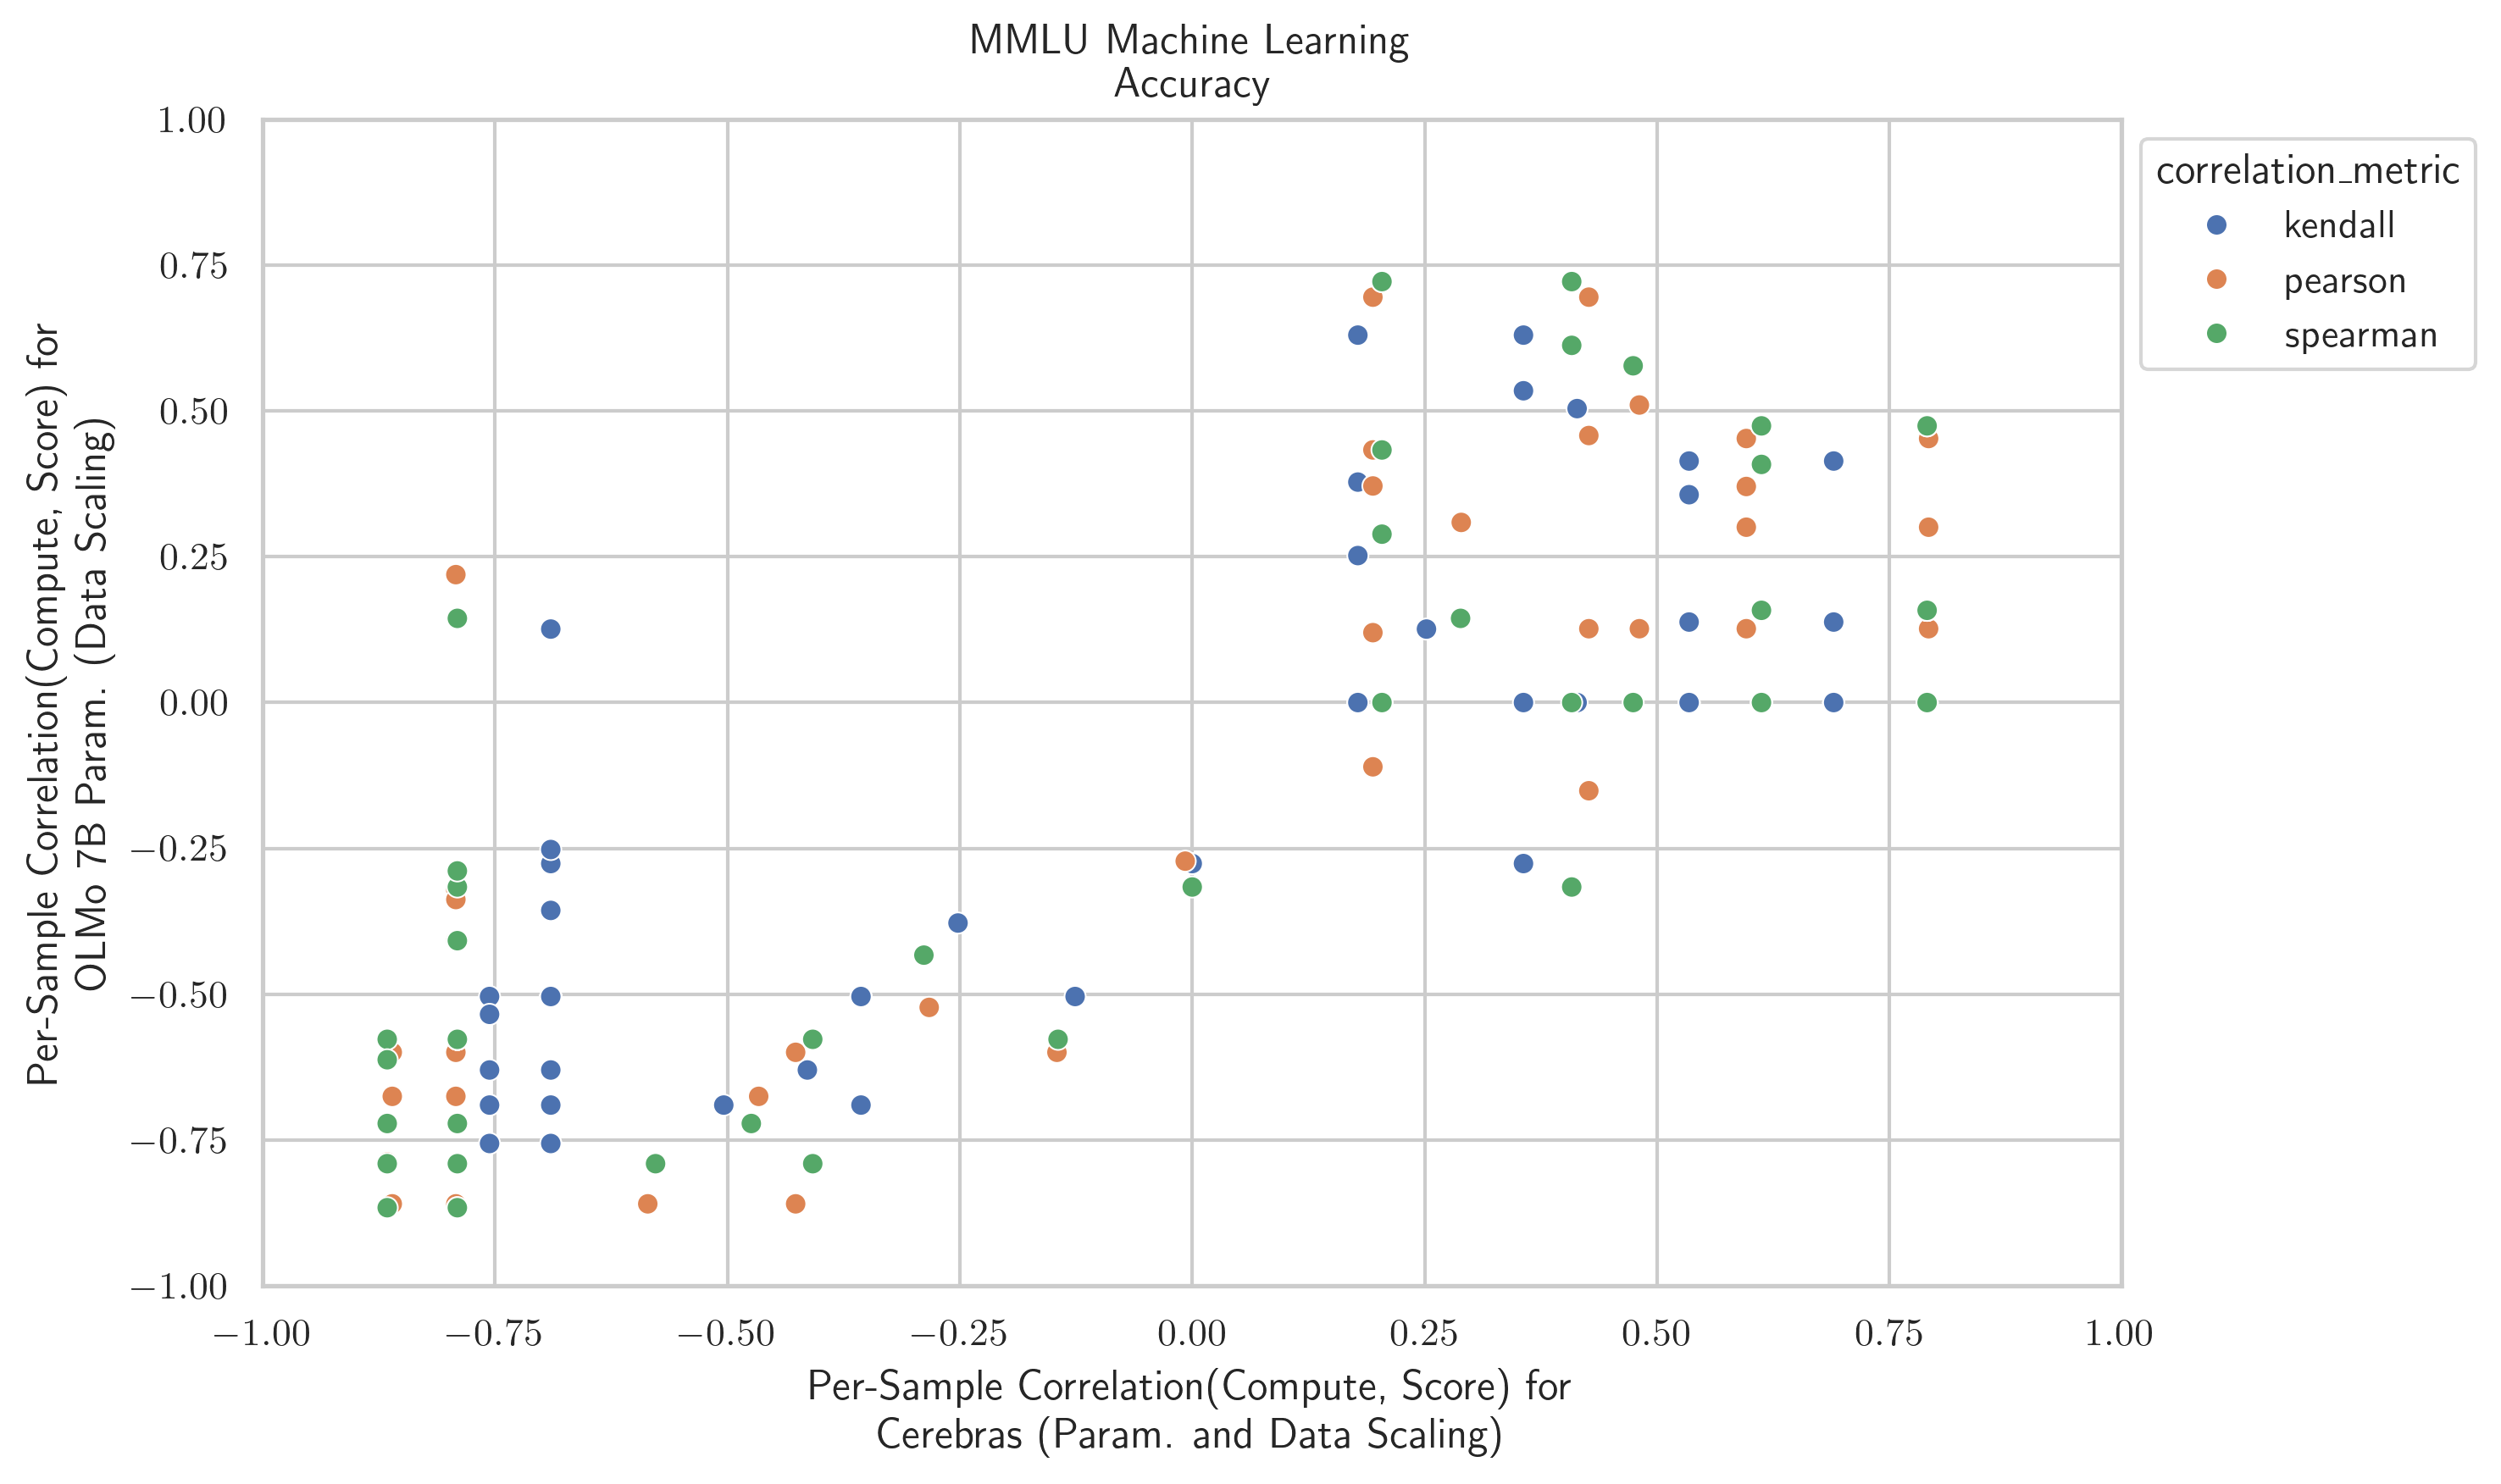 MMLU Machine Learning
Accuracy
1.00
0.75
0.50
0.25
0.00
−0.25
−0.50
−0.75
−1.00
Per-Sample Correlation(Compute, Score) for
OLMo 7B Param. (Data Scaling)
correlation_metric
kendall
pearson
spearman
−1.00 −0.75 −0.50 −0.25 0.00 0.25 0.50 0.75 1.00
Per-Sample Correlation(Compute, Score) for
Cerebras (Param. and Data Scaling)